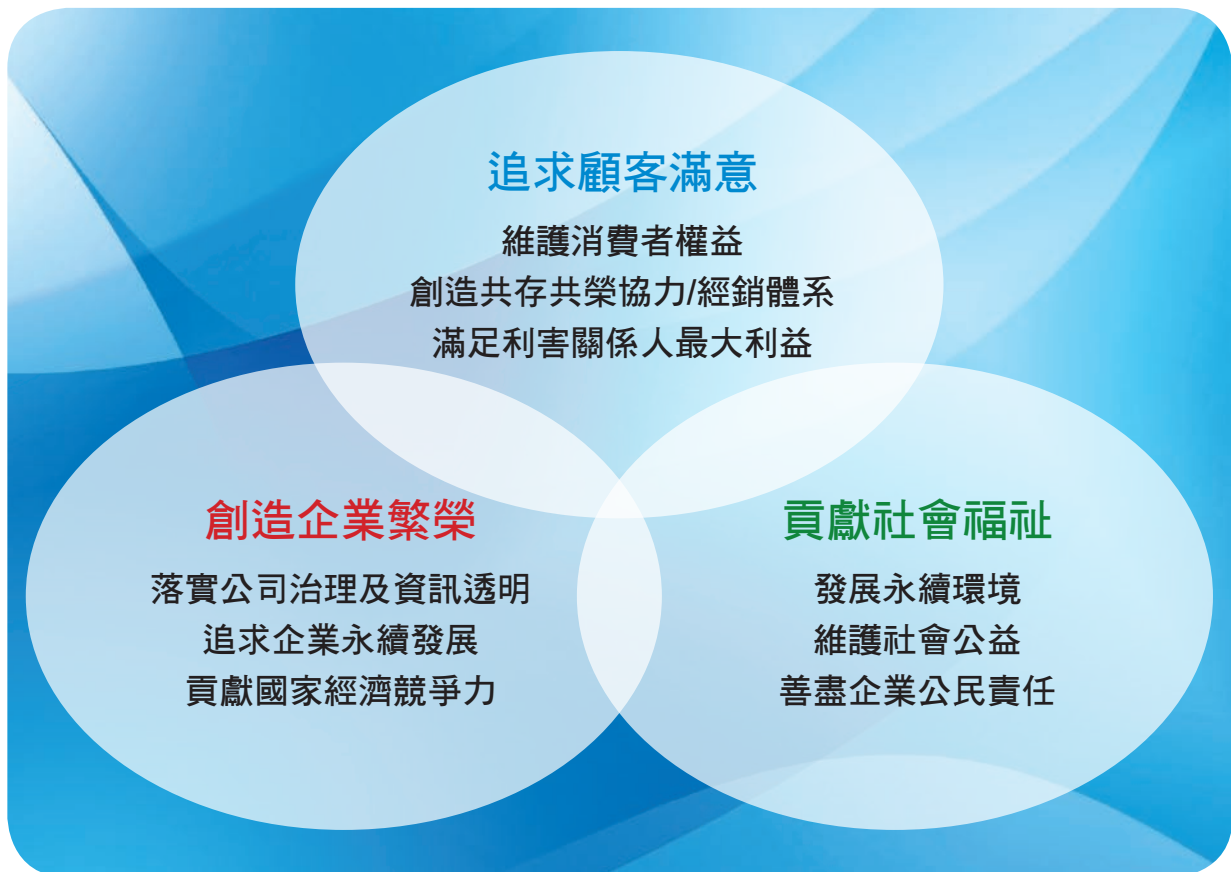 追求顧客滿意
維護消費者權益
創造共存共榮協力/經銷體系
滿足利害關係人最大利益
創造企業繁榮
落實公司治理及資訊透明
追求企業永續發展
貢獻國家經濟競爭力
貢獻社會福祉
發展永續環境
維護社會公益
善盡企業公民責任